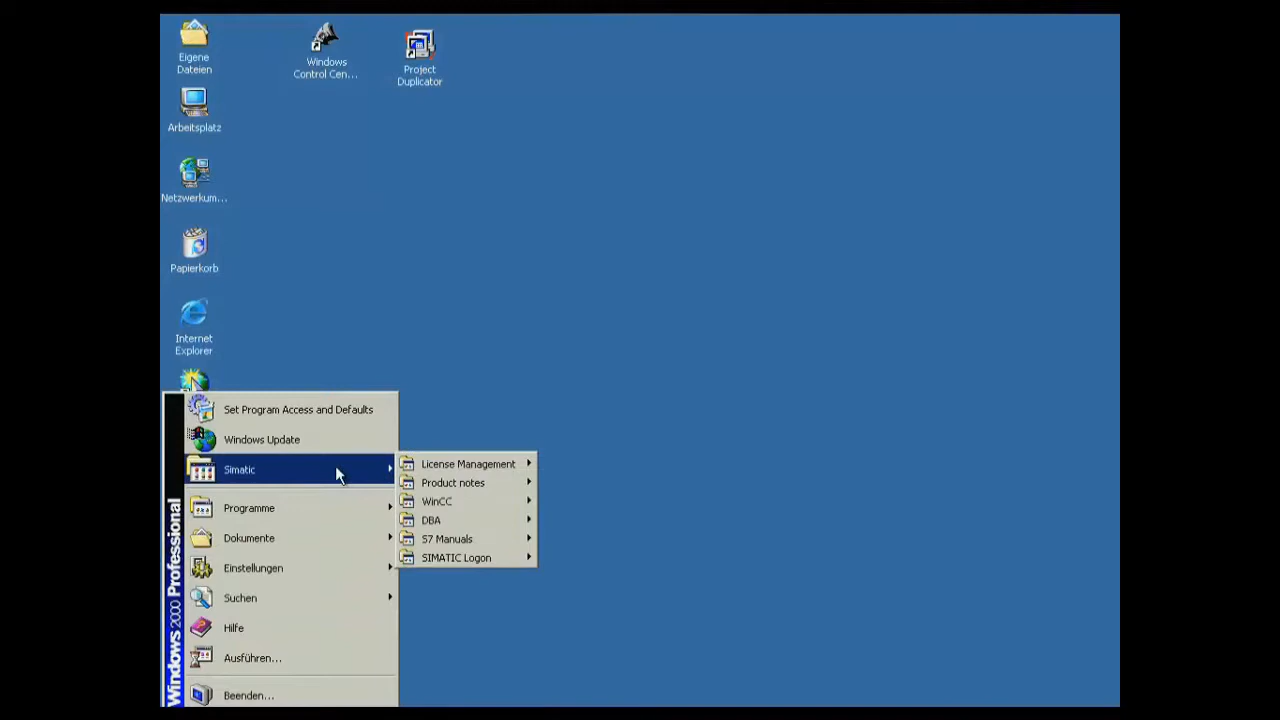 Eigene
Dateien
Windows
Control Cen...
Project
Duplicator
Arbeitsplatz
Netzwerkum...
Papierkorb
Internet
Explorer
Set Program Access and Defaults
Windows Update
Simatic
Programme
Dokumente
Einstellungen
Suchen
Hilfe
Ausführen...
Beenden...
License Management
Product notes
WinCC
DBA
S7 Manuals
SIMATIC Logon
Windows 2000 Professional